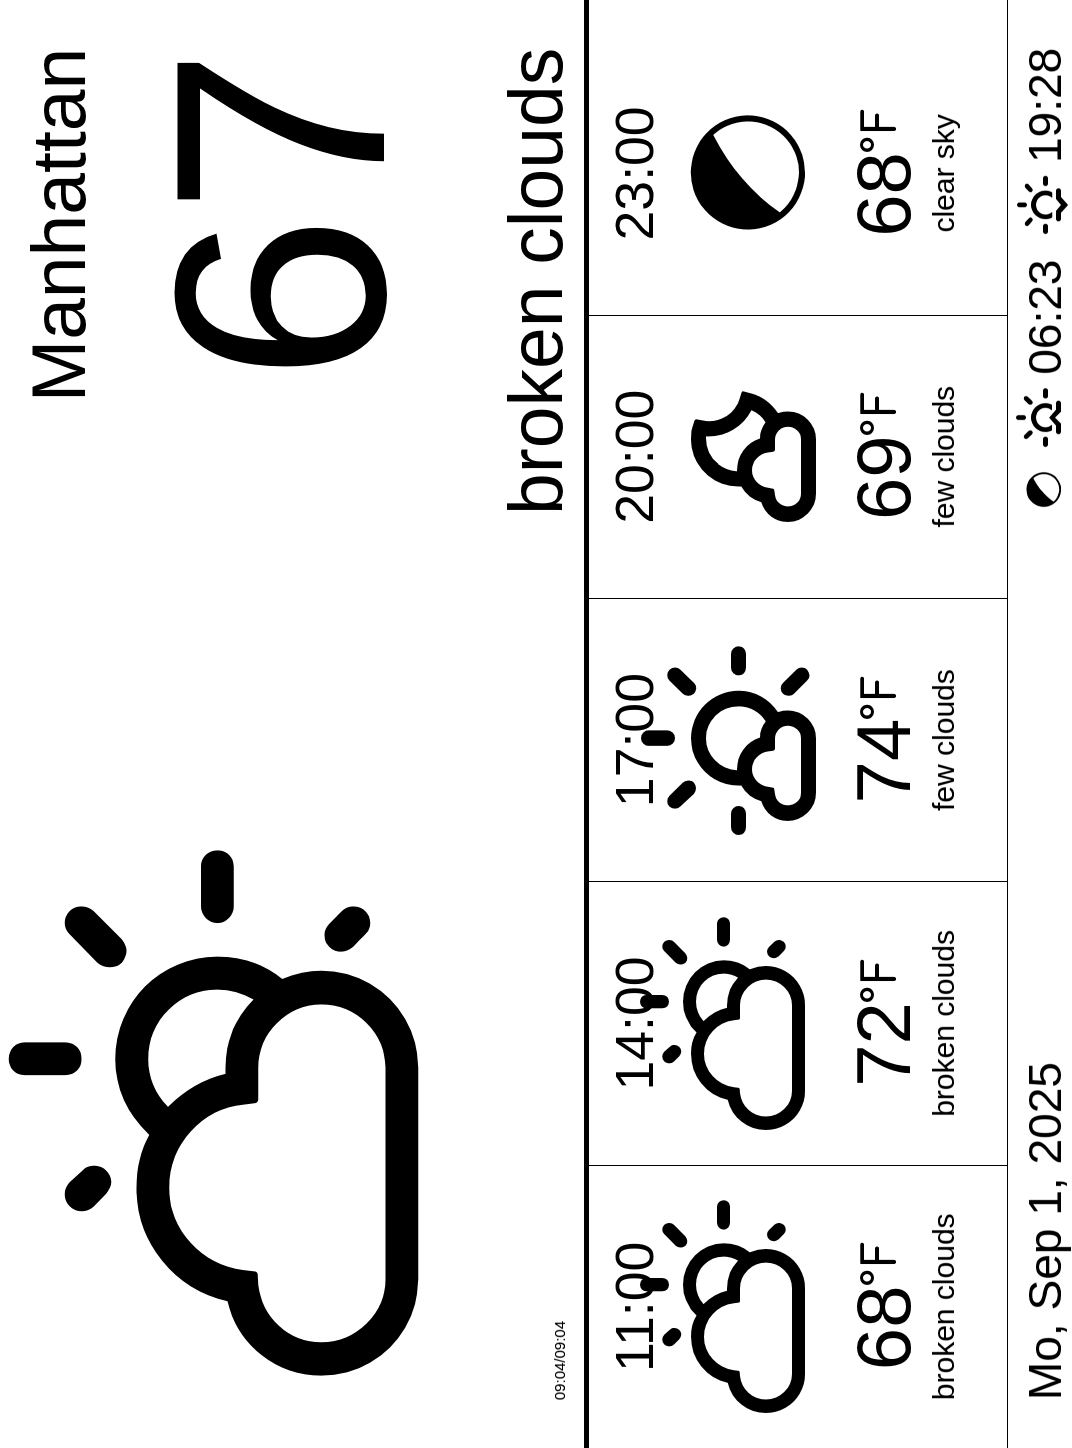 Manhattan
67
09:04/09:04
broken clouds
11:00 14:00 17:00 20:00 23:00
68°F 72°F 74°F 69°F 68°F
broken clouds broken clouds few clouds few clouds clear sky
Mo, Sep 1, 2025 06:23 19:28